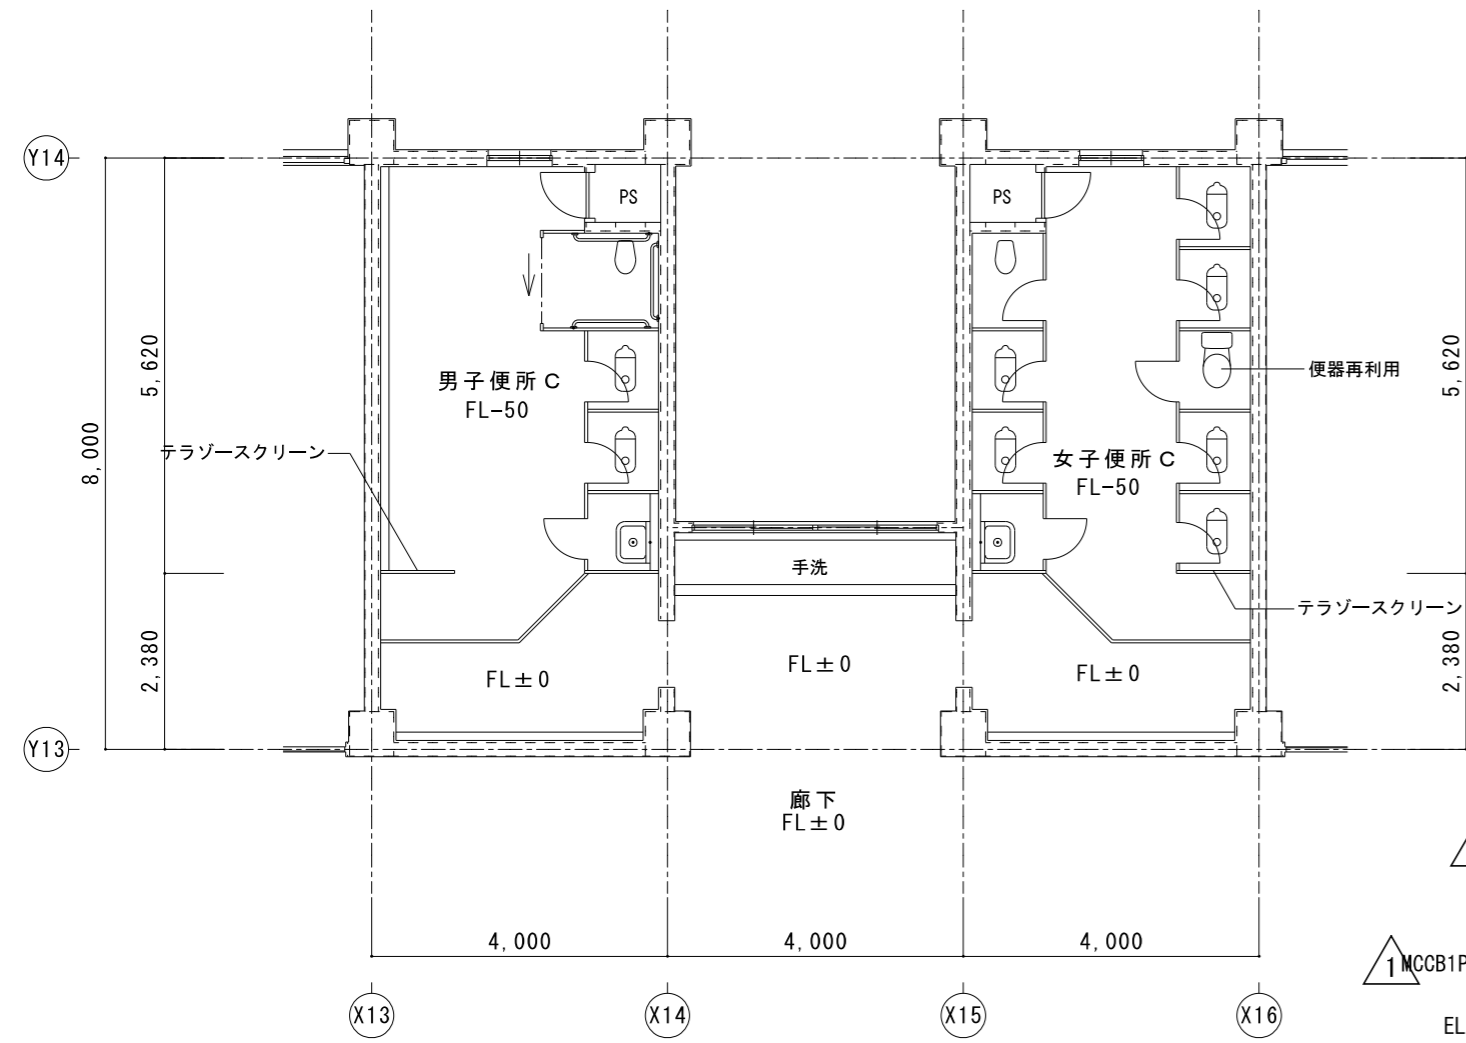 Y14
PS
PS
5,620
5,620
8,000
男子便所C
FL-50
便器再利用
テラゾースクリーン
女子便所C
FL-50
手洗
テラゾースクリーン
2,380
2,380
FL±0
FL±0
FL±0
Y13
廊下
FL±0
4,000
4,000
4,000
1
MCCB1P
X13
X14
X15
X16
EL